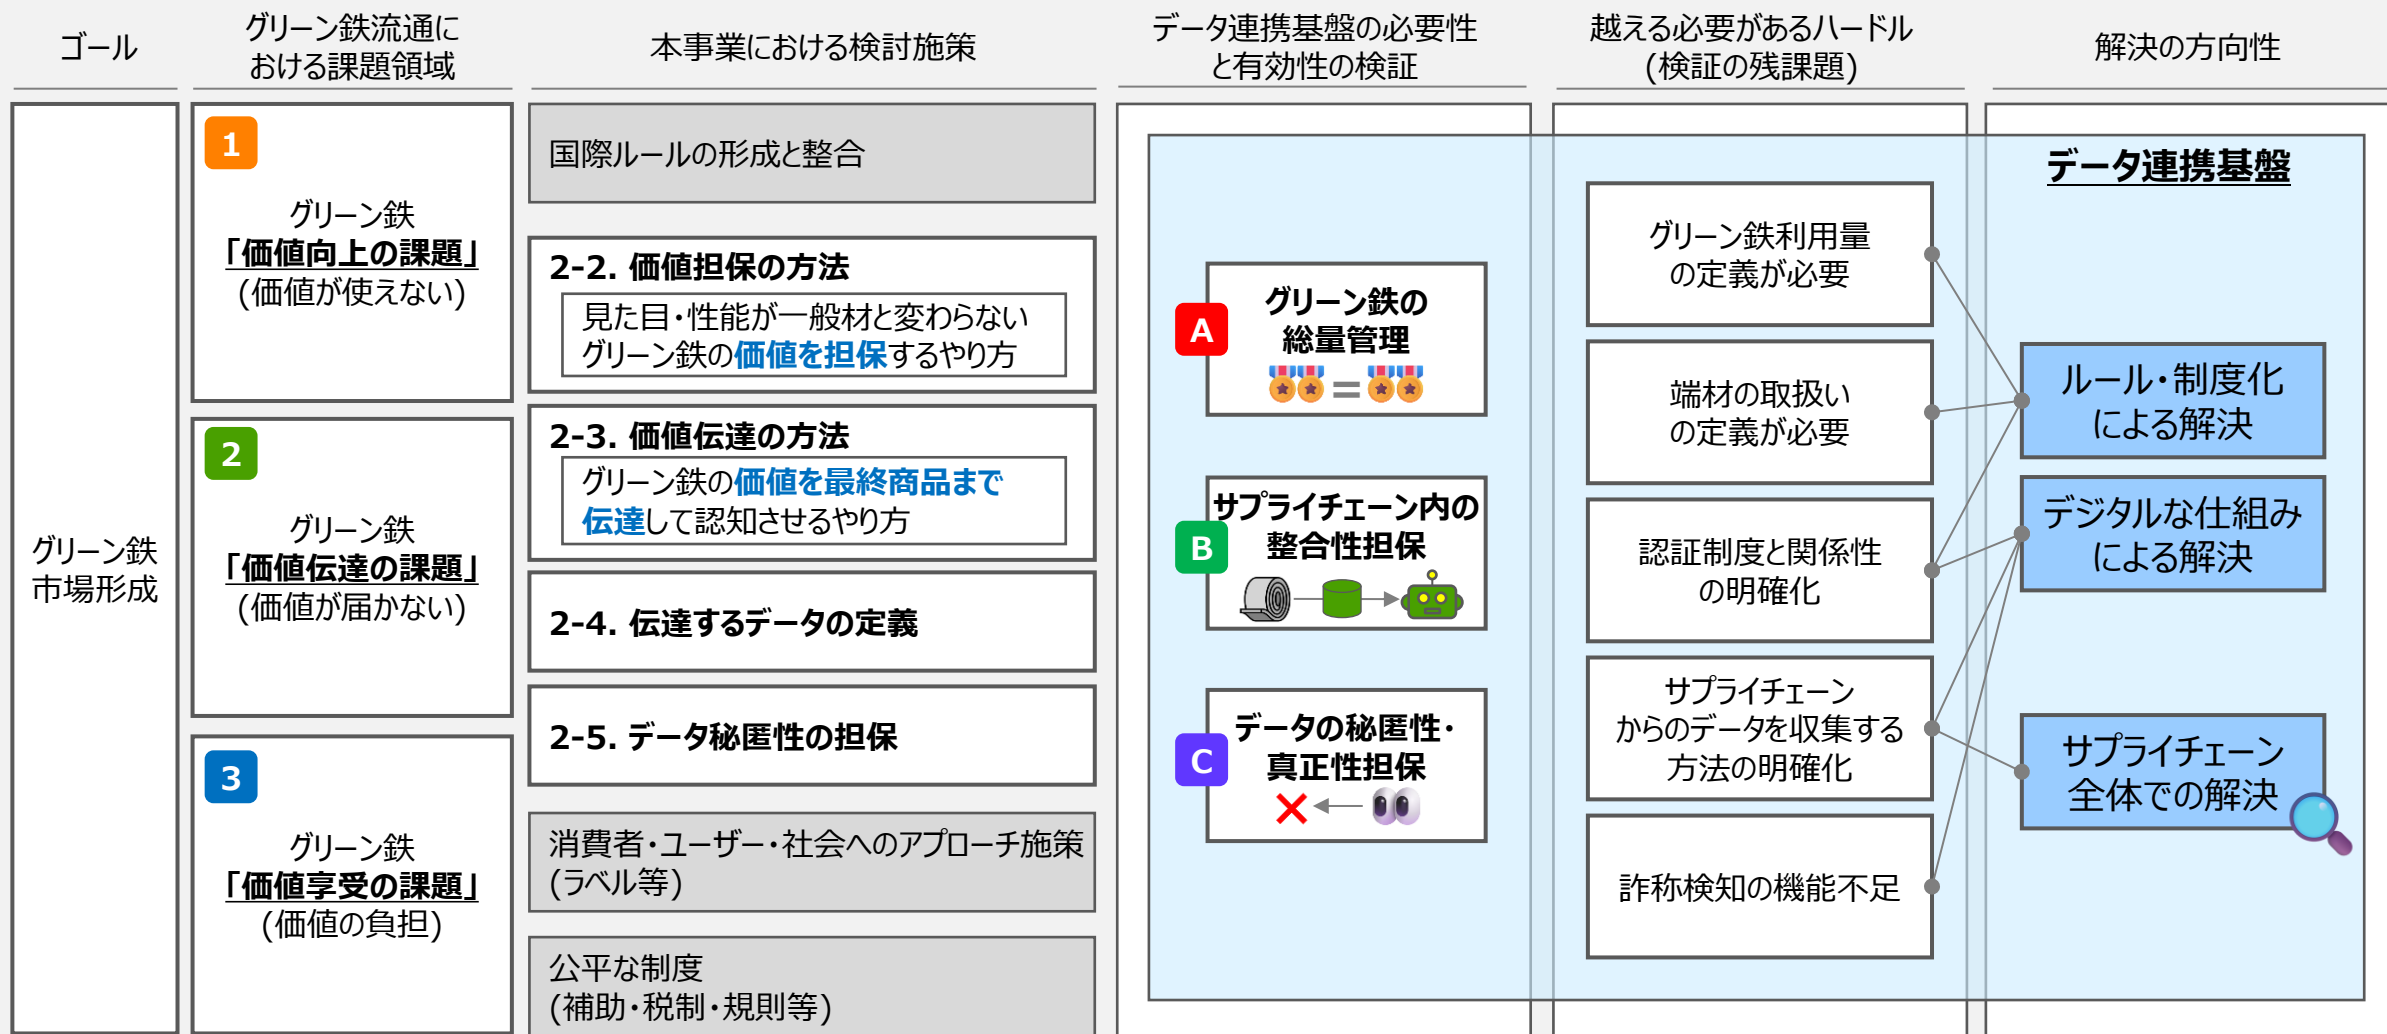 ゴール
グリーン鉄流通に
おける課題領域
本事業における検討施策
データ連携基盤の必要性
と有効性の検証
越える必要があるハードル
(検証の残課題)
解決の方向性
グリーン鉄
市場形成
1
グリーン鉄
「価値向上の課題」
(価値が使えない)
2
グリーン鉄
「価値伝達の課題」
(価値が届かない)
3
グリーン鉄
「価値享受の課題」
(価値の負担)
国際ルールの形成と整合
2-2. 価値担保の方法
見た目・性能が一般材と変わらない
グリーン鉄の価値を担保するやり方
2-3. 価値伝達の方法
グリーン鉄の価値を最終商品まで
伝達して認知させるやり方
2-4. 伝達するデータの定義
2-5. データ秘匿性の担保
消費者・ユーザー・社会へのアプローチ施策
(ラベル等)
公平な制度
(補助・税制・規則等)
A
グリーン鉄の
総量管理
B
サプライチェーン内の
整合性担保
C
データの秘匿性・
真正性担保
グリーン鉄利用量
の定義が必要
端材の取扱い
の定義が必要
認証制度と関係性
の明確化
サプライチェーン
からのデータを収集する
方法の明確化
詐称検知の機能不足
データ連携基盤
ルール・制度化
による解決
デジタルな仕組み
による解決
サプライチェーン
全体での解決